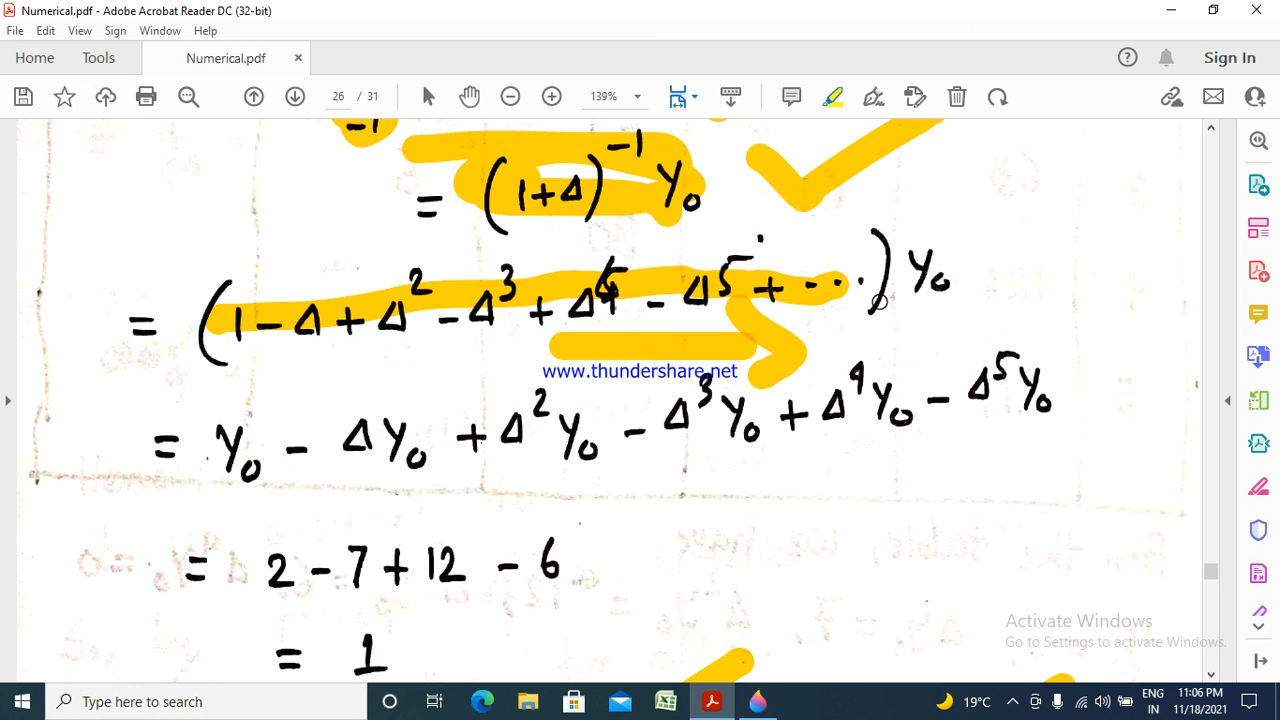 Numerical.pdf - Adobe Acrobat Reader DC (32-bit)
File Edit View Sign Window Help
Home Tools Numerical.pdf × Sign In
26 / 31 139%
-1
= (1+Δ)⁻¹ Y₀
= (1 - Δ + Δ² - Δ³ + Δ⁴ - Δ⁵ + ...) Y₀
www.thundershare.net
= Y₀ - ΔY₀ + Δ²Y₀ - Δ³Y₀ + Δ⁴Y₀ - Δ⁵Y₀
= 2 - 7 + 12 - 6
= 1
Activate Windows
Go to Settings to activate Windows.
Type here to search
19°C
ENG
IN
11:06 PM
11/18/2021